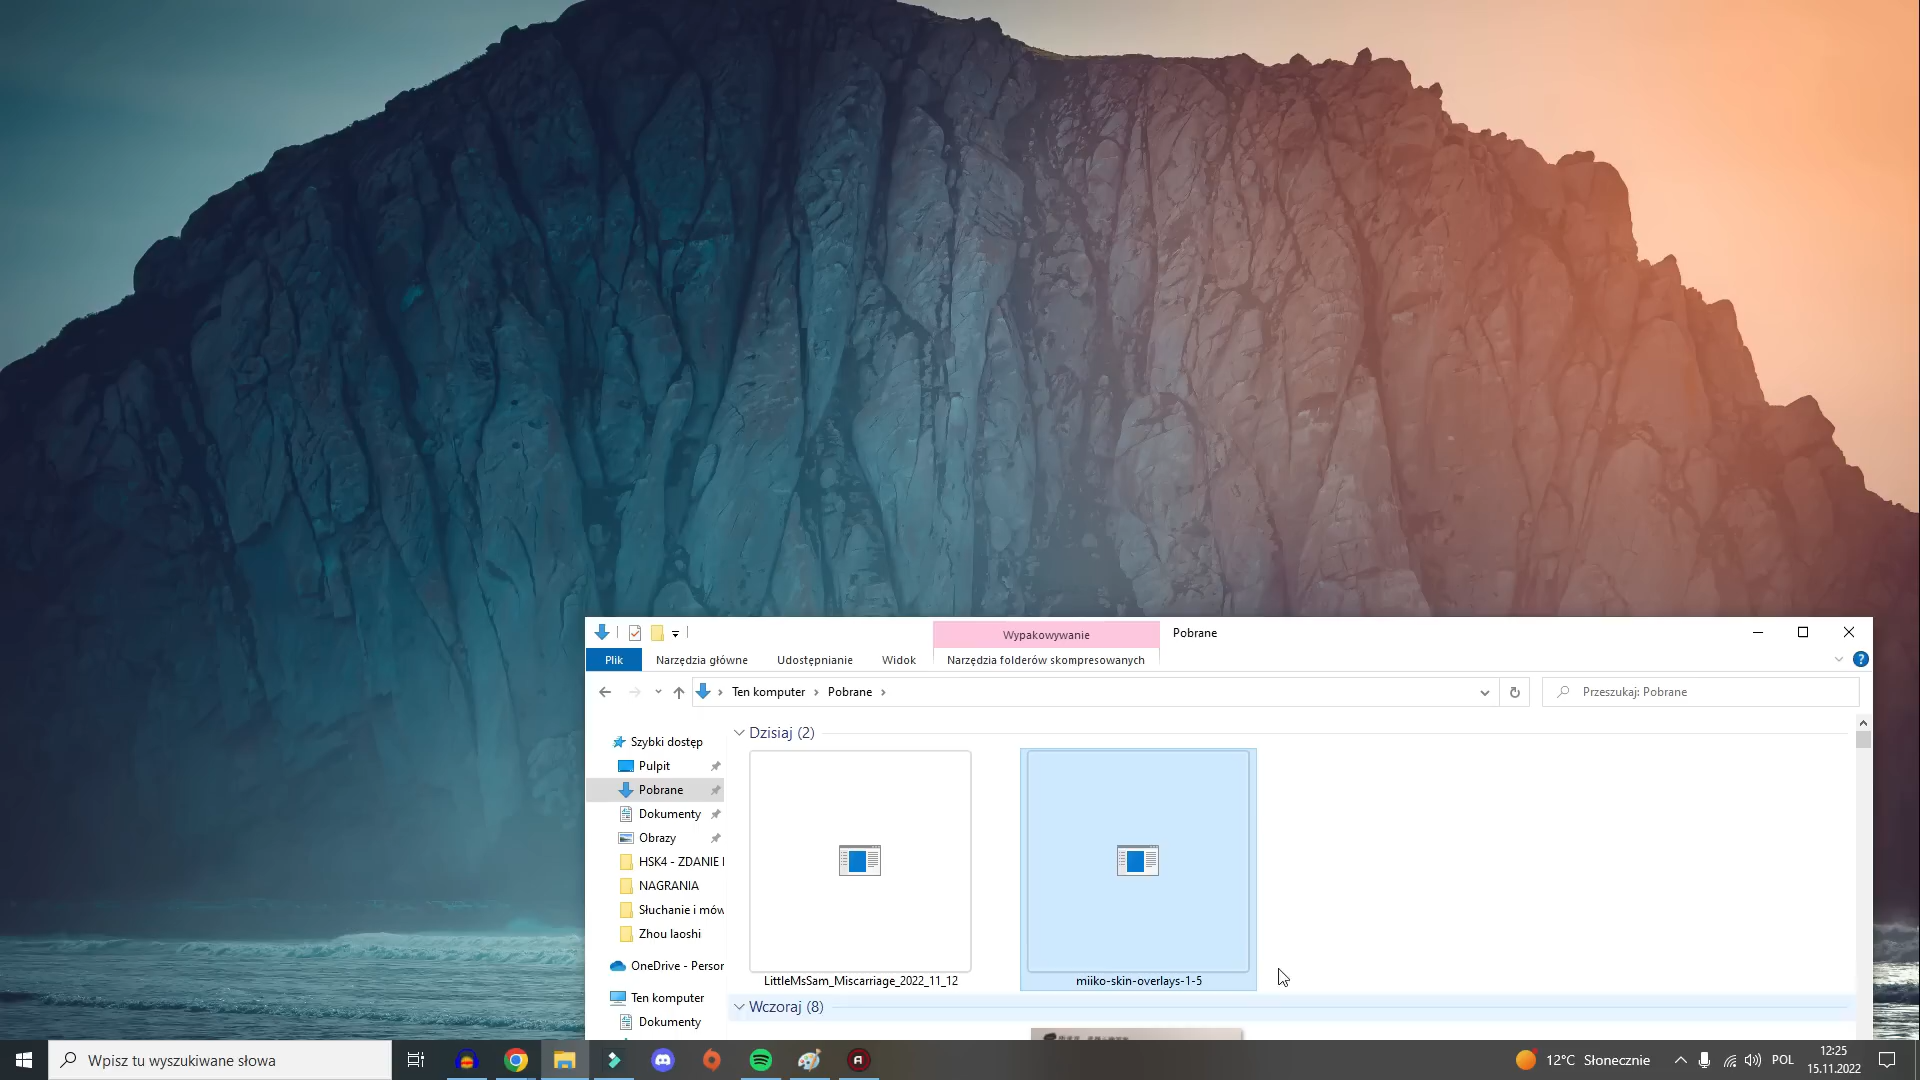 Wypakowywanie
Pobrane
Plik
Narzędzia główne
Udostępnianie
Widok
Narzędzia folderów skompresowanych
Ten komputer
Pobrane
Przeszukaj: Pobrane
Szybki dostęp
Pulpit
Pobrane
Dokumenty
Obrazy
HSK4 - ZDANIE
NAGRANIA
Słuchanie i mów
Zhou laoshi
OneDrive - Person
Ten komputer
Dokumenty
Dzisiaj (2)
LittleMsSam_Miscarriage_2022_11_12
miiko-skin-overlays-1-5
Wczoraj (8)
Wpisz tu wyszukiwane słowa
12°C Słonecznie
POL
12:25
15.11.2022